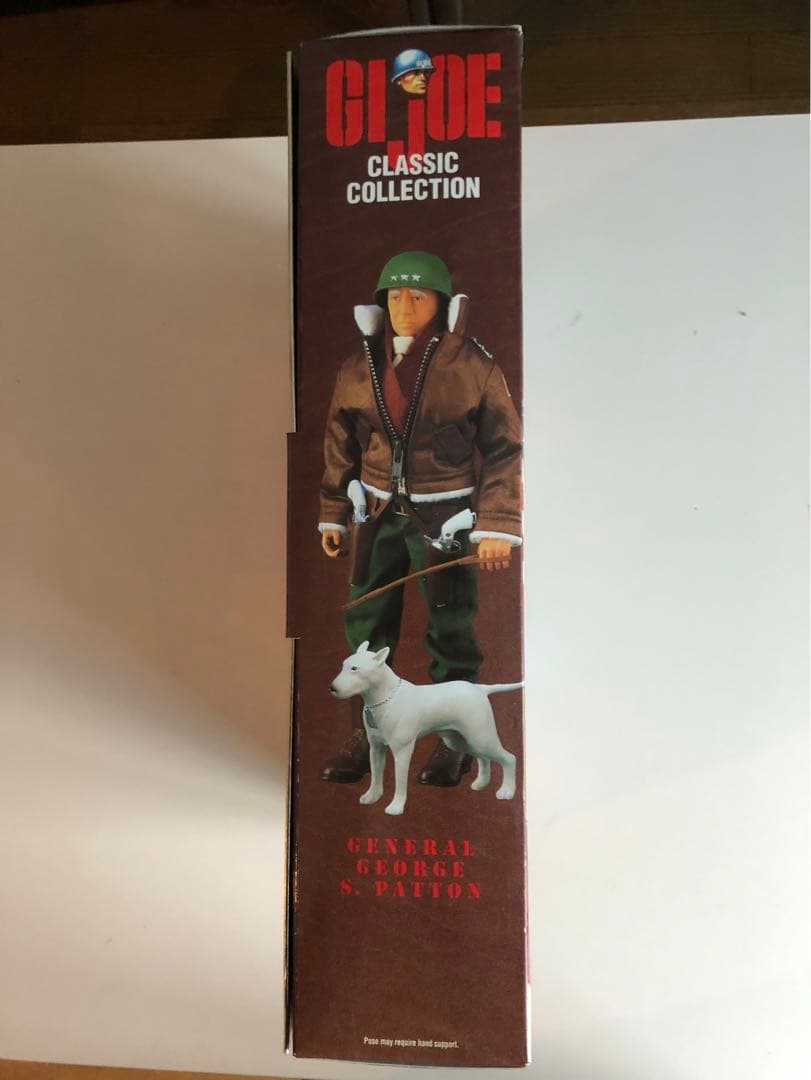 GI JOE
CLASSIC
COLLECTION
GENERAL
GEORGE
S. PATTON
Pose may require hand support.